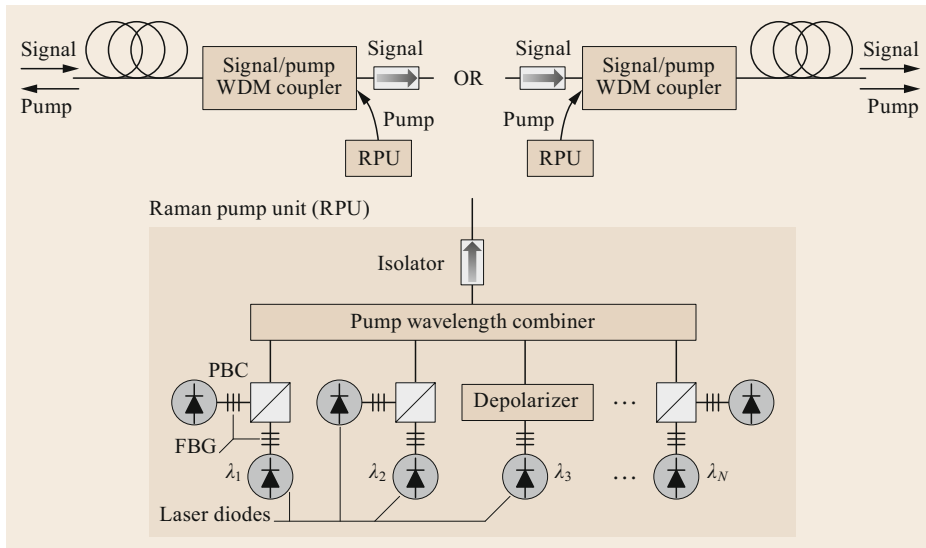 Signal
Pump
Signal/pump
WDM coupler
Signal
Pump
RPU
OR
Signal
Pump
RPU
Signal/pump
WDM coupler
Signal
Pump
Raman pump unit (RPU)
Isolator
Pump wavelength combiner
PBC
Depolarizer
...
FBG
λ1
λ2
λ3
...
λN
Laser diodes